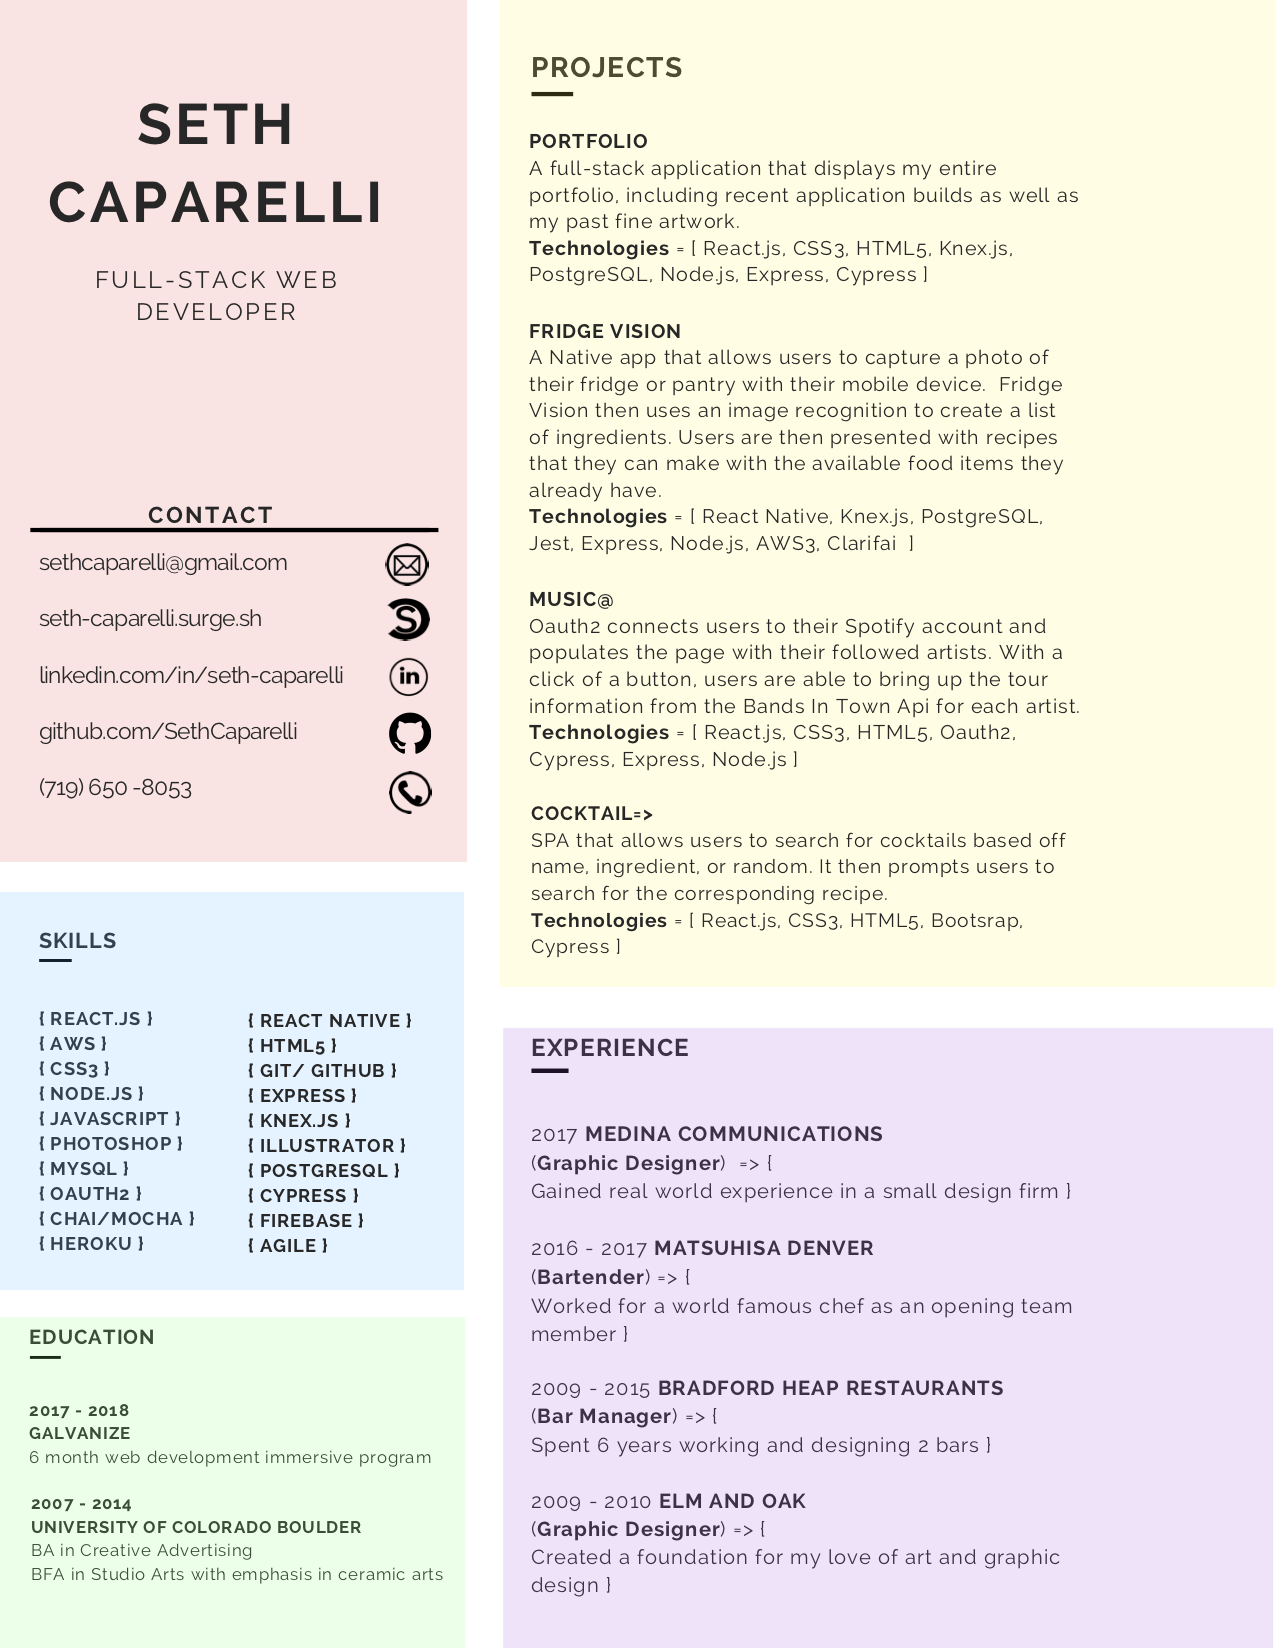 SETH
CAPARELLI
FULL-STACK WEB
DEVELOPER
CONTACT
sethcaparelli@gmail.com
seth-caparelli.surge.sh
S
linkedin.com/in/seth-caparelli
in
github.com/SethCaparelli
(719) 650 -8053
SKILLS
{ REACT.JS }
{ AWS }
{ CSS3 }
{ NODE.JS }
{ JAVASCRIPT }
{ PHOTOSHOP }
{ MYSQL }
{ OAUTH2 }
{ CHAI/MOCHA }
{ HEROKU }
{ REACT NATIVE }
{ HTML5 }
{ GIT/ GITHUB }
{ EXPRESS }
{ KNEX.JS }
{ ILLUSTRATOR }
{ POSTGRESQL }
{ CYPRESS }
{ FIREBASE }
{ AGILE }
EDUCATION
2017 - 2018
GALVANIZE
6 month web development immersive program
2007 - 2014
UNIVERSITY OF COLORADO BOULDER
BA in Creative Advertising
BFA in Studio Arts with emphasis in ceramic arts
PROJECTS
PORTFOLIO
A full-stack application that displays my entire
portfolio, including recent application builds as well as
my past fine artwork.
Technologies = [ React.js, CSS3, HTML5, Knex.js,
PostgreSQL, Node.js, Express, Cypress ]
FRIDGE VISION
A Native app that allows users to capture a photo of
their fridge or pantry with their mobile device.  Fridge
Vision then uses an image recognition to create a list
of ingredients. Users are then presented with recipes
that they can make with the available food items they
already have.
Technologies = [ React Native, Knex.js, PostgreSQL,
Jest, Express, Node.js, AWS3, Clarifai  ]
MUSIC@
Oauth2 connects users to their Spotify account and
populates the page with their followed artists. With a
click of a button, users are able to bring up the tour
information from the Bands In Town Api for each artist.
Technologies = [ React.js, CSS3, HTML5, Oauth2,
Cypress, Express, Node.js ]
COCKTAIL=>
SPA that allows users to search for cocktails based off
name, ingredient, or random. It then prompts users to
search for the corresponding recipe.
Technologies = [ React.js, CSS3, HTML5, Bootsrap,
Cypress ]
EXPERIENCE
2017 MEDINA COMMUNICATIONS
(Graphic Designer)  => {
Gained real world experience in a small design firm }
2016 - 2017 MATSUHISA DENVER
(Bartender) => {
Worked for a world famous chef as an opening team
member }
2009 - 2015 BRADFORD HEAP RESTAURANTS
(Bar Manager) => {
Spent 6 years working and designing 2 bars }
2009 - 2010 ELM AND OAK
(Graphic Designer) => {
Created a foundation for my love of art and graphic
design }